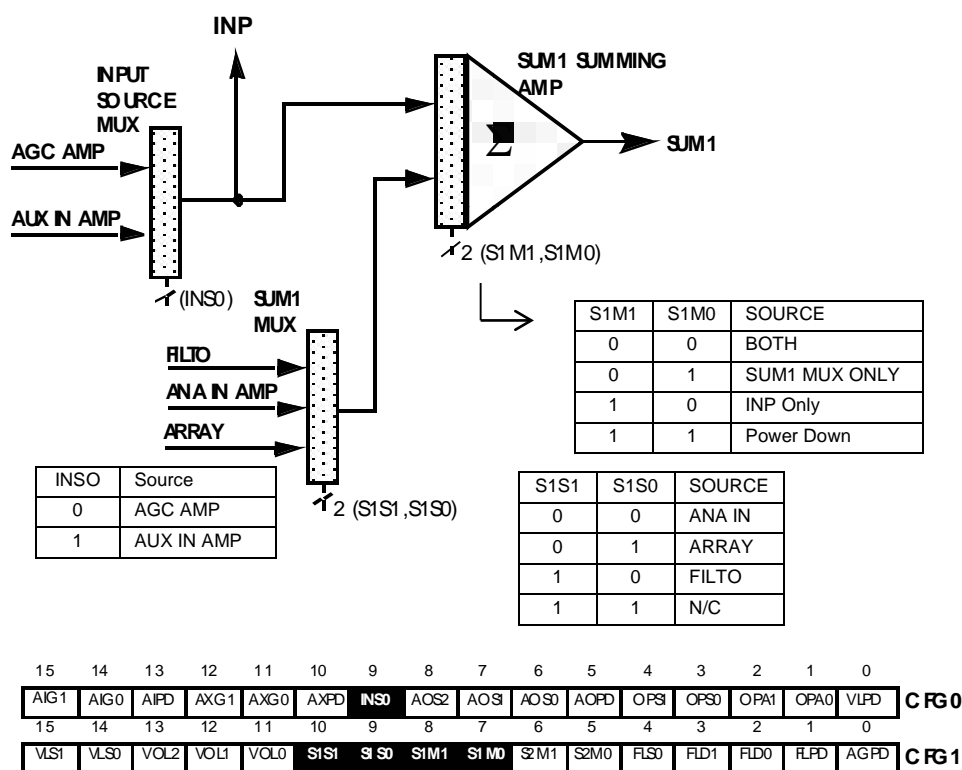 INP
INPUT
SOURCE
MUX
SUM1 SUMMING
AMP
AGC AMP
AUX IN AMP
Σ
SUM1
2 (S1M1,S1M0)
(INS0)
SUM1
MUX
FILTO
ANA IN AMP
ARRAY
2 (S1S1,S1S0)
S1M1 S1M0 SOURCE
0 0 BOTH
0 1 SUM1 MUX ONLY
1 0 INP Only
1 1 Power Down
INSO Source
0 AGC AMP
1 AUX IN AMP
S1S1 S1S0 SOURCE
0 0 ANA IN
0 1 ARRAY
1 0 FILTO
1 1 N/C
15 14 13 12 11 10 9 8 7 6 5 4 3 2 1 0
AIG1 AIG0 AIPD AXG1 AXG0 AXPD INS0 AOS2 AOS1 AOS0 AOPD OPS1 OPS0 OPA1 OPA0 VLPD CFG0
15 14 13 12 11 10 9 8 7 6 5 4 3 2 1 0
VLS1 VLS0 VOL2 VOL1 VOL0 S1S1 S1S0 S1M1 S1M0 S2M1 S2M0 FLS0 FLD1 FLD0 FLPD AGPD CFG1